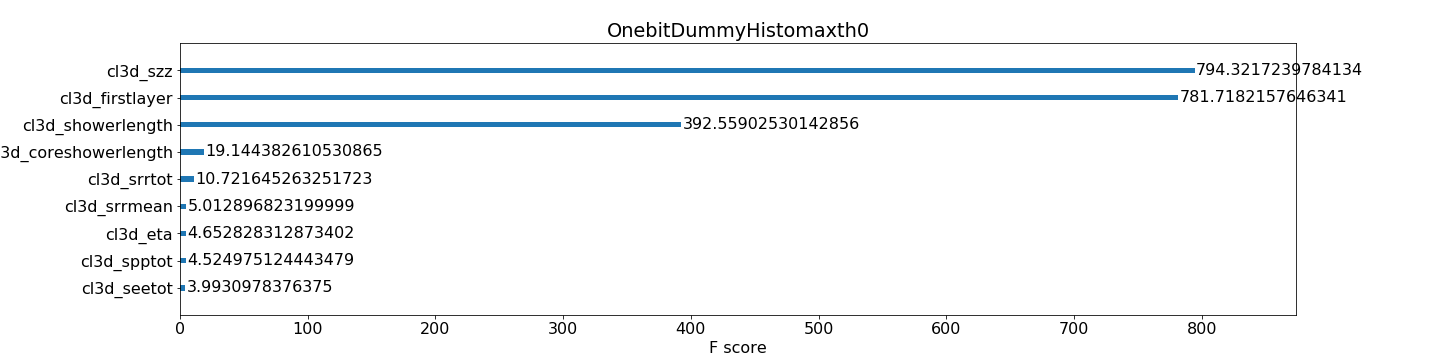 OnebitDummyHistomaxth0
cl3d_szz 794.3217239784134
cl3d_firstlayer 781.7182157646341
cl3d_showerlength 392.55902530142856
3d_coreshowerlength 19.144382610530865
cl3d_srrtot 10.721645263251723
cl3d_srrmean 5.012896823199999
cl3d_eta 4.652828312873402
cl3d_spptot 4.524975124443479
cl3d_seetot 3.9930978376375
0 100 200 300 400 500 600 700 800
F score